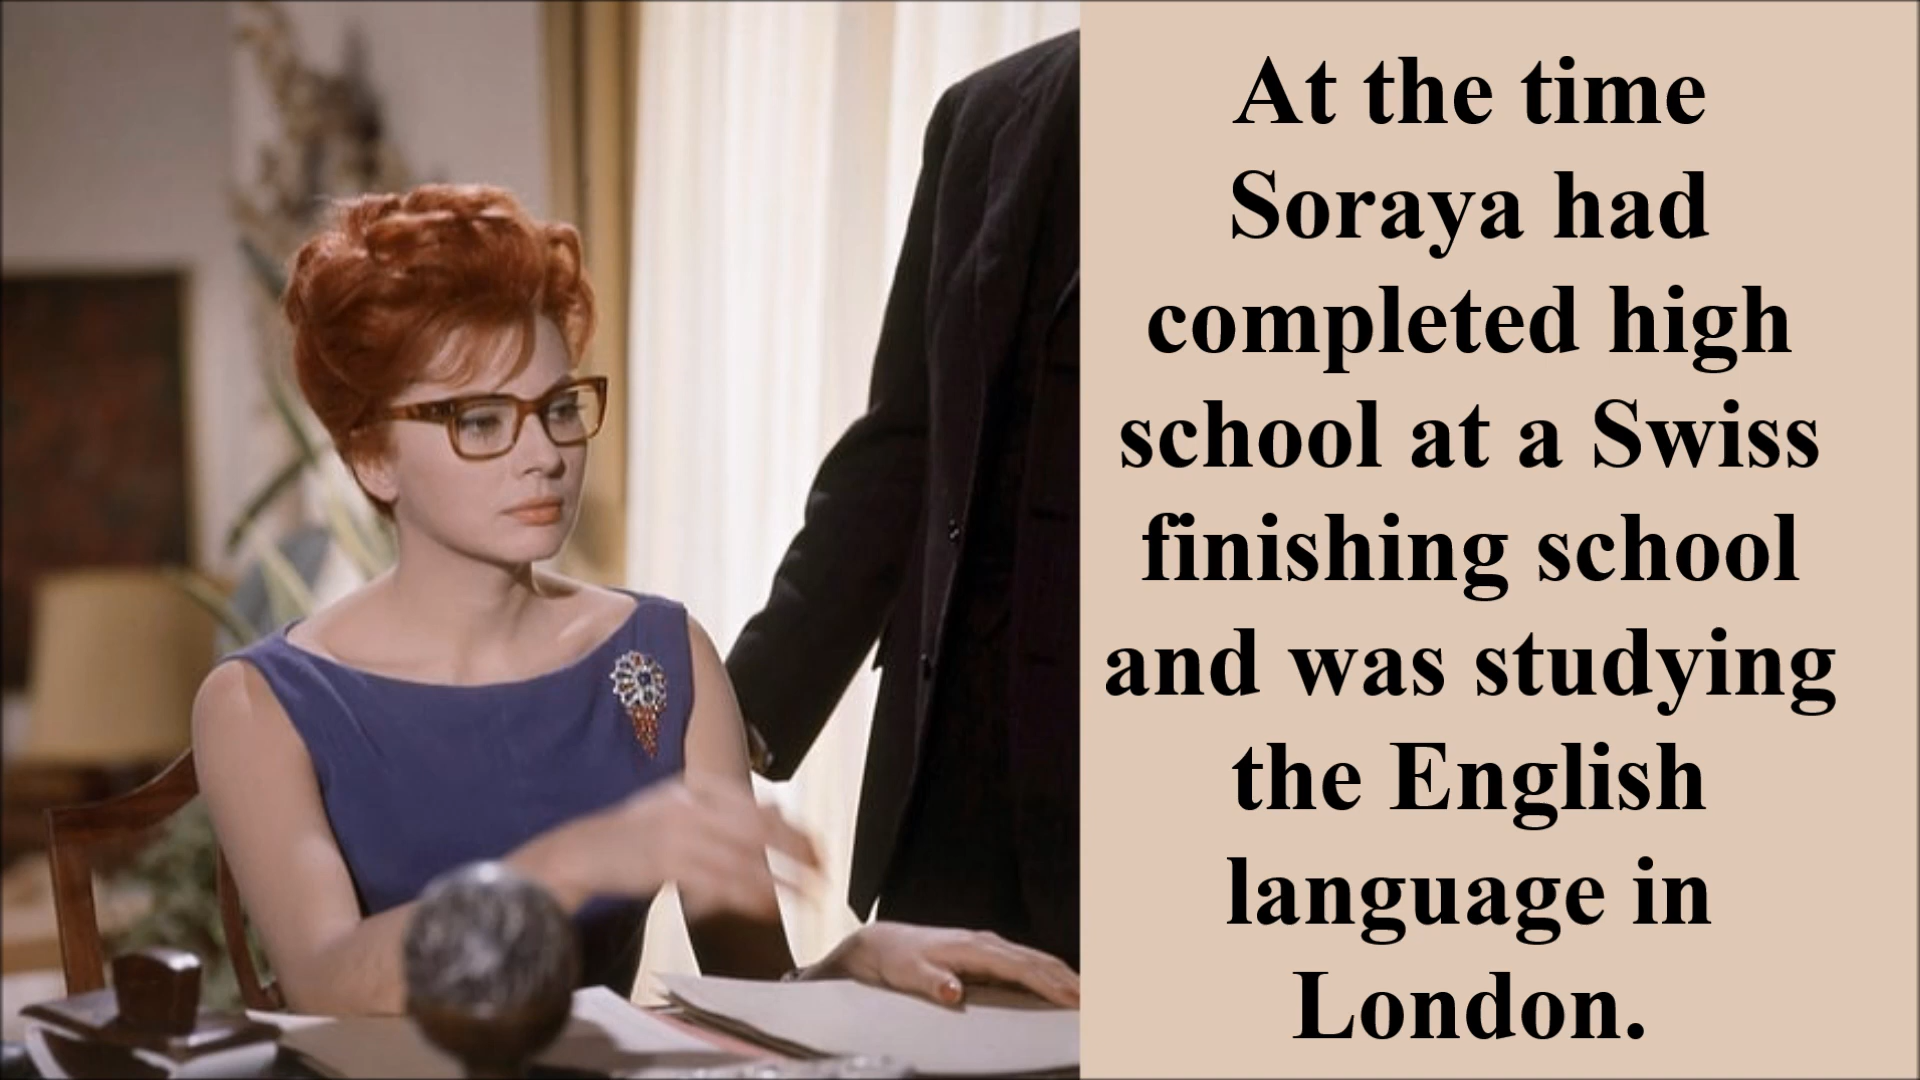 At the time
Soraya had
completed high
school at a Swiss
finishing school
and was studying
the English
language in
London.